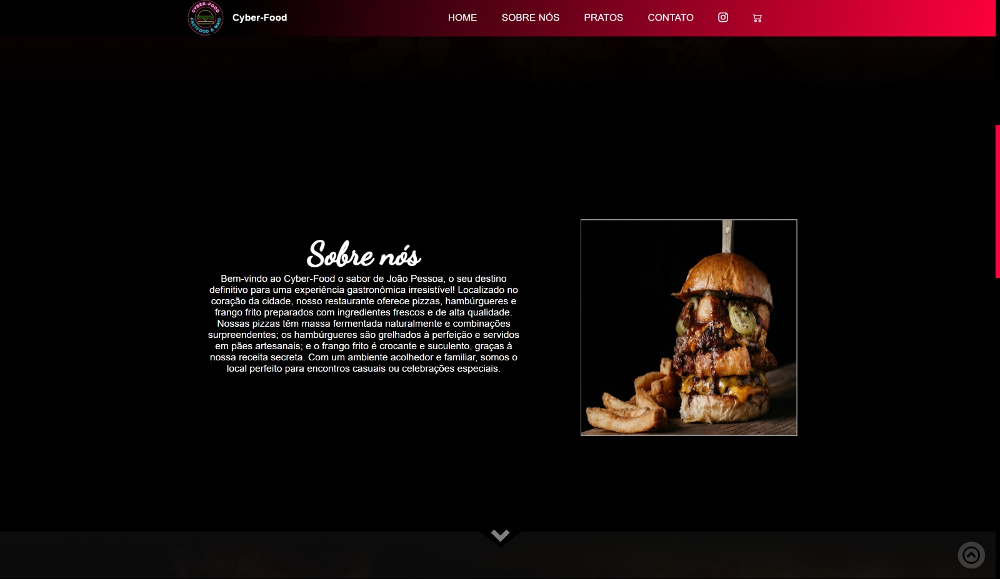 CYBER-FOOD
FASTFOOD & MAIS
Cyber-Food
HOME
SOBRE NÓS
PRATOS
CONTATO
Sobre nós
Bem-vindo ao Cyber-Food o sabor de João Pessoa, o seu destino
definitivo para uma experiência gastronômica irresistível! Localizado no
coração da cidade, nosso restaurante oferece pizzas, hambúrgueres e
frango frito preparados com ingredientes frescos e de alta qualidade.
Nossas pizzas têm massa fermentada naturalmente e combinações
surpreendentes; os hambúrgueres são grelhados à perfeição e servidos
em pães artesanais; e o frango frito é crocante e suculento, graças à
nossa receita secreta. Com um ambiente acolhedor e familiar, somos o
local perfeito para encontros casuais ou celebrações especiais.